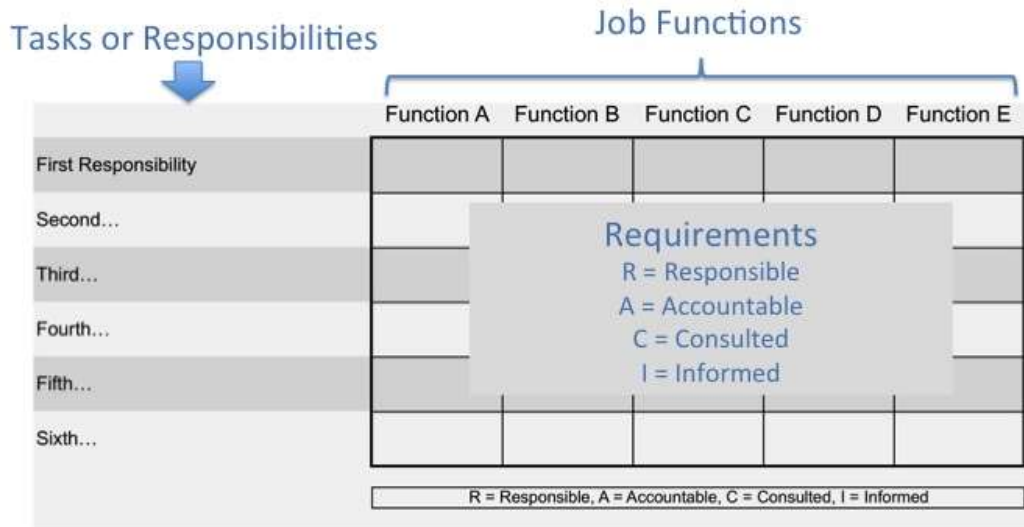 Tasks or Responsibilities
Job Functions
Function A Function B Function C Function D Function E
First Responsibility
Second...
Third...
Fourth...
Fifth...
Sixth...
Requirements
R = Responsible
A = Accountable
C = Consulted
I = Informed
R = Responsible, A = Accountable, C = Consulted, I = Informed